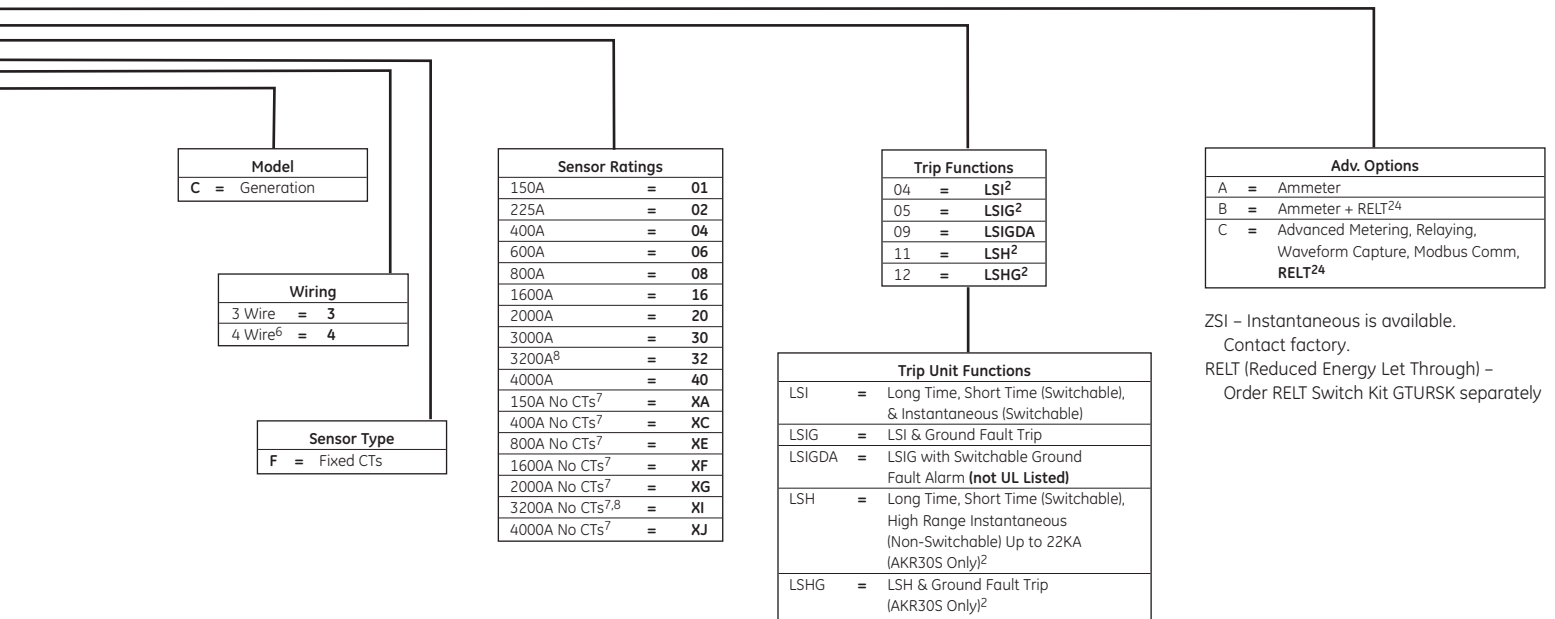 Model
C = Generation
Wiring
3 Wire = 3
4 Wire6 = 4
Sensor Type
F = Fixed CTs
Sensor Ratings
150A = 01
225A = 02
400A = 04
600A = 06
800A = 08
1600A = 16
2000A = 20
3000A = 30
3200A8 = 32
4000A = 40
150A No CTs7 = XA
400A No CTs7 = XC
800A No CTs7 = XE
1600A No CTs7 = XF
2000A No CTs7 = XG
3200A No CTs7,8 = XI
4000A No CTs7 = XJ
Trip Functions
04 = LSI2
05 = LSIG2
09 = LSIGDA
11 = LSH2
12 = LSHG2
Trip Unit Functions
LSI = Long Time, Short Time (Switchable),
& Instantaneous (Switchable)
LSIG = LSI & Ground Fault Trip
LSIGDA = LSIG with Switchable Ground
Fault Alarm (not UL Listed)
LSH = Long Time, Short Time (Switchable),
High Range Instantaneous
(Non-Switchable) Up to 22KA
(AKR30S Only)2
LSHG = LSH & Ground Fault Trip
(AKR30S Only)2
Adv. Options
A = Ammeter
B = Ammeter + RELT24
C = Advanced Metering, Relaying,
Waveform Capture, Modbus Comm,
RELT24
ZSI – Instantaneous is available.
Contact factory.
RELT (Reduced Energy Let Through) –
Order RELT Switch Kit GTURSK separately